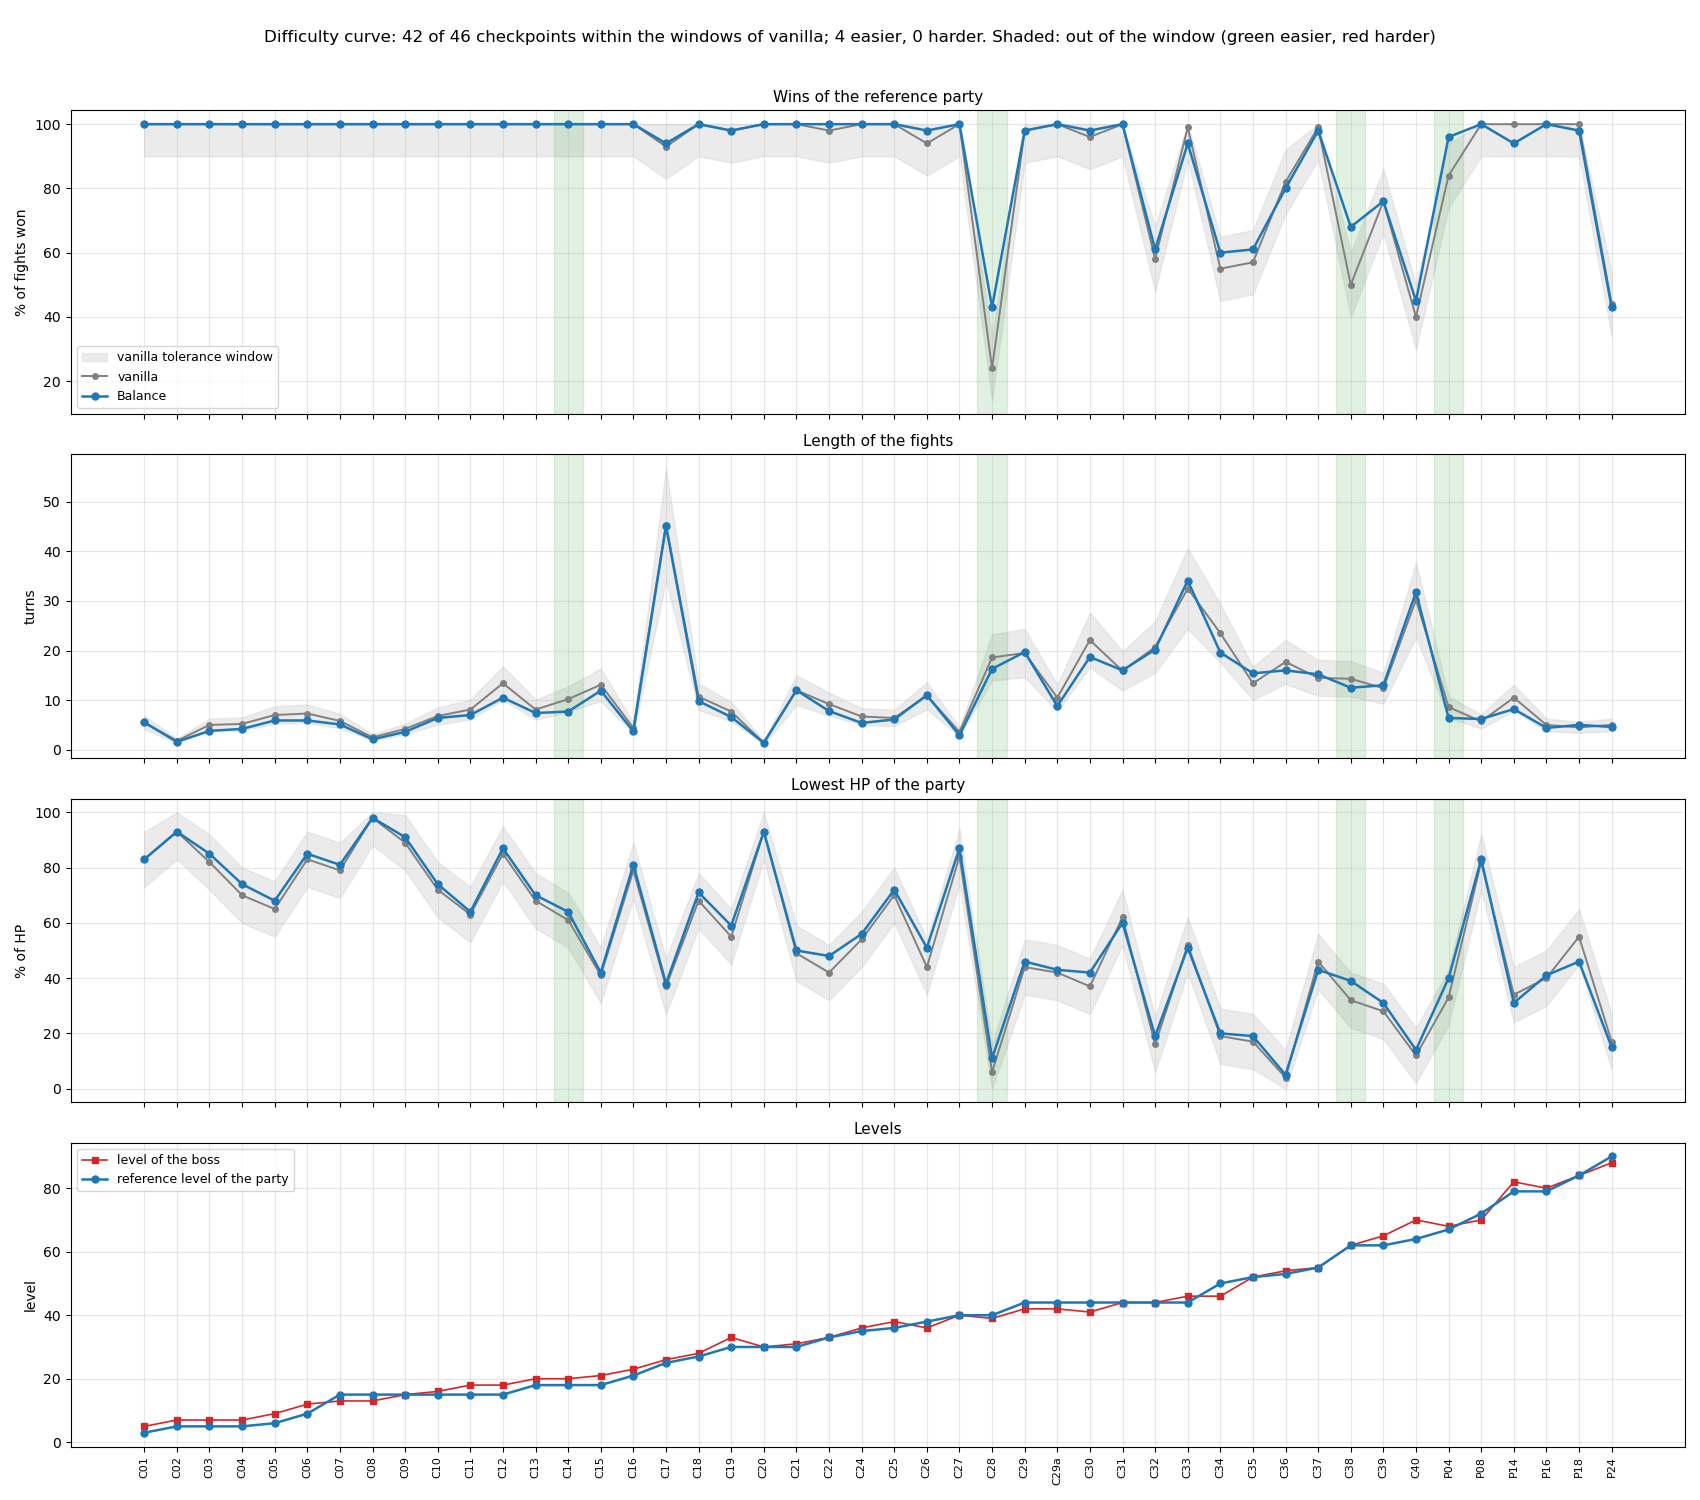 Difficulty curve: 42 of 46 checkpoints within the windows of vanilla; 4 easier, 0 harder. Shaded: out of the window (green easier, red harder)
Wins of the reference party
100
80
60
40
20
% of fights won
vanilla tolerance window
vanilla
Balance
Length of the fights
50
40
30
20
10
0
turns
Lowest HP of the party
100
80
60
40
20
0
% of HP
Levels
level of the boss
reference level of the party
80
60
40
20
0
level
C01 C02 C03 C04 C05 C06 C07 C08 C09 C10 C11 C12 C13 C14 C15 C16 C17 C18 C19 C20 C21 C22 C24 C25 C26 C27 C28 C29 C29a C30 C31 C32 C33 C34 C35 C36 C37 C38 C39 C40 P04 P08 P14 P16 P18 P24